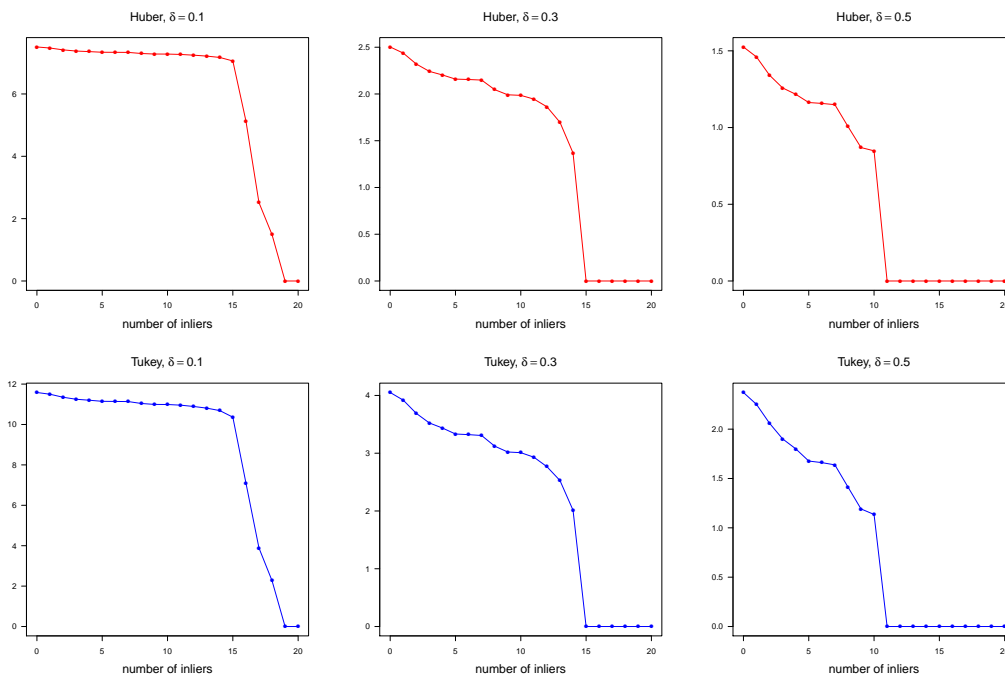 Huber, δ = 0.1
6
4
2
0
0 5 10 15 20
number of inliers
Huber, δ = 0.3
2.5
2.0
1.5
1.0
0.5
0.0
0 5 10 15 20
number of inliers
Huber, δ = 0.5
1.5
1.0
0.5
0.0
0 5 10 15 20
number of inliers
Tukey, δ = 0.1
12
10
8
6
4
2
0
0 5 10 15 20
number of inliers
Tukey, δ = 0.3
4
3
2
1
0
0 5 10 15 20
number of inliers
Tukey, δ = 0.5
2.0
1.5
1.0
0.5
0.0
0 5 10 15 20
number of inliers